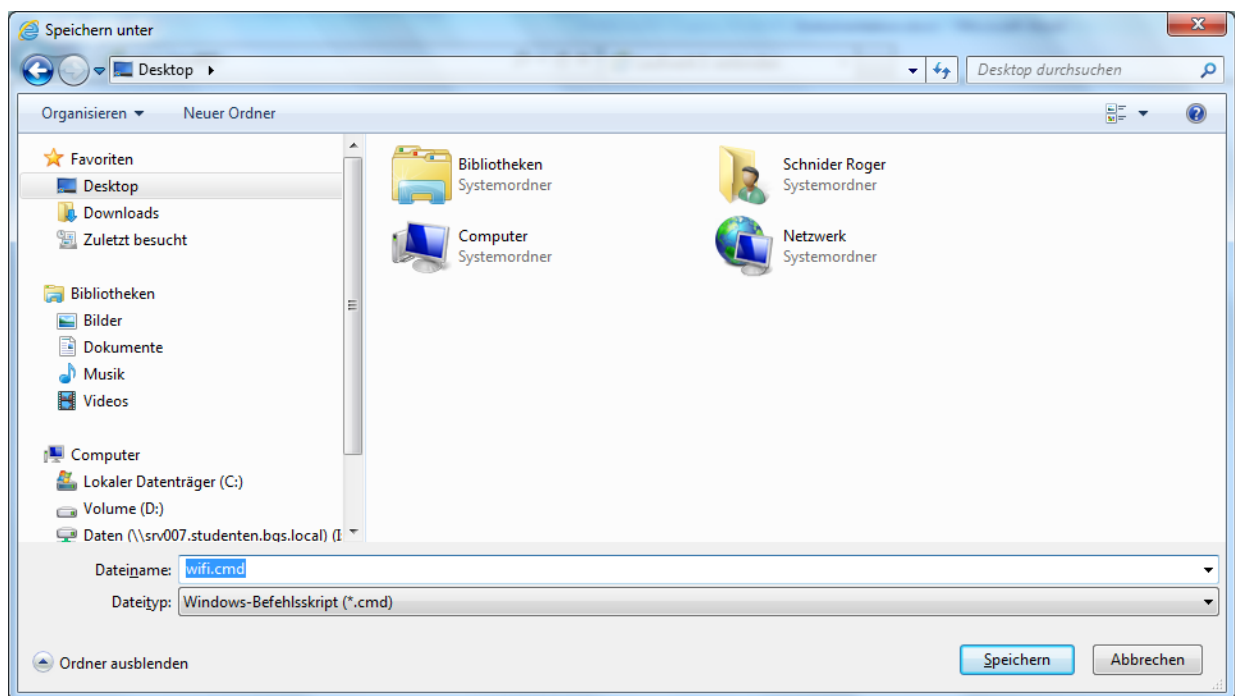 Speichern unter
Desktop
Desktop durchsuchen
Organisieren
Neuer Ordner
Favoriten
Desktop
Downloads
Zuletzt besucht
Bibliotheken
Bilder
Dokumente
Musik
Videos
Computer
Lokaler Datenträger (C:)
Volume (D:)
Daten (\\srv007.studenten.bgs.local) (I
Bibliotheken
Systemordner
Schnider Roger
Systemordner
Computer
Systemordner
Netzwerk
Systemordner
Dateiname: wifi.cmd
Dateityp: Windows-Befehlsskript (*.cmd)
Ordner ausblenden
Speichern
Abbrechen